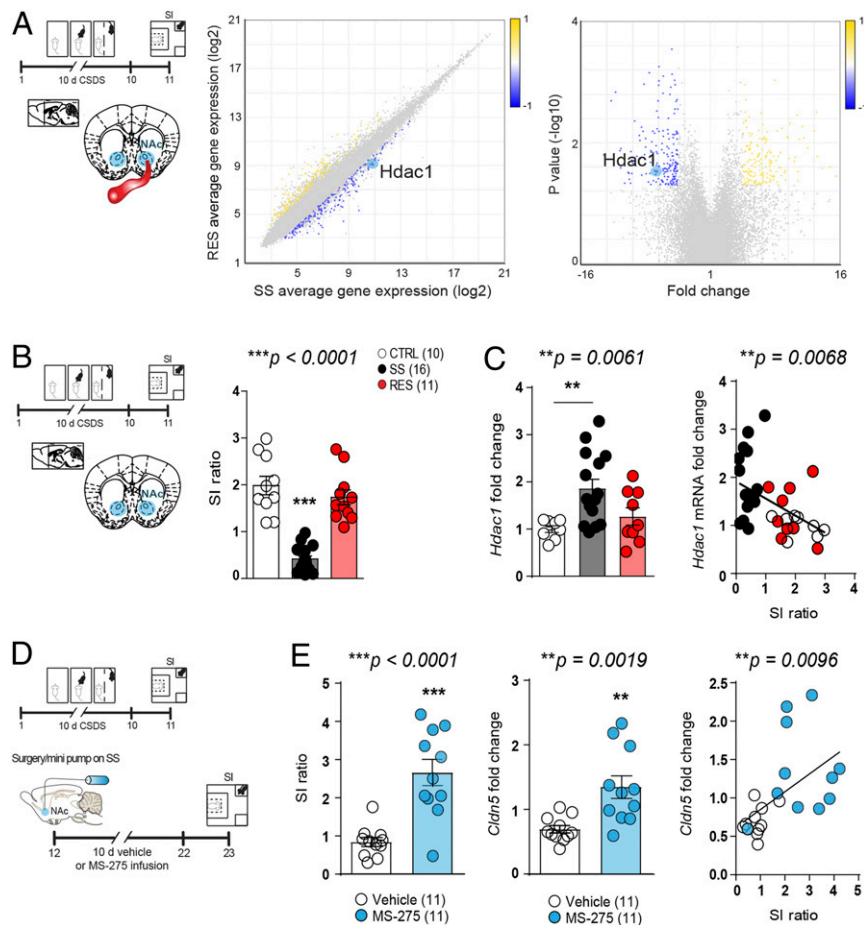 A
SI
1
10 d CSDS
10
11
NAc
RES average gene expression (log2)
21
19
17
15
13
11
9
7
5
3
1
5
9
13
17
21
SS average gene expression (log2)
Hdac1
1
-1
P value (-log10)
4
2
0
-16
1
16
Fold change
Hdac1
1
-1
B
SI
1
10 d CSDS
10
11
NAc
***p < 0.0001
CTRL (10)
SS (16)
RES (11)
SI ratio
4
3
2
1
0
***
C
**p = 0.0061
**
Hdac1 fold change
4
3
2
1
0
**p = 0.0068
Hdac1 mRNA fold change
4
3
2
1
0
0
1
2
3
4
SI ratio
D
SI
1
10 d CSDS
10
11
Surgery/mini pump on SS
NAc
SI
12
10 d vehicle
or MS-275 infusion
22
23
E
***p < 0.0001
***
SI ratio
5
4
3
2
1
0
Vehicle (11)
MS-275 (11)
**p = 0.0019
**
Cldn5 fold change
3
2
1
0
Vehicle (11)
MS-275 (11)
**p = 0.0096
Cldn5 fold change
2.5
2.0
1.5
1.0
0.5
0.0
0
1
2
3
4
5
SI ratio